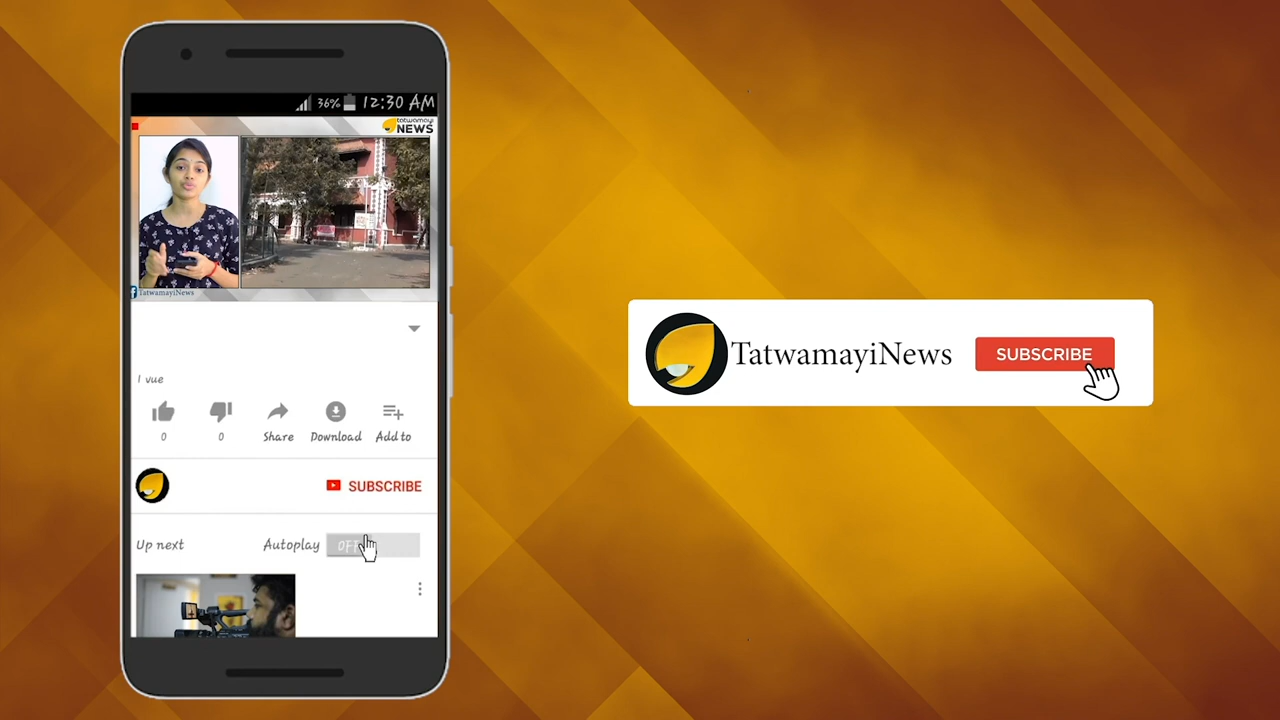 36% 12:30 AM
tatwamayi
NEWS
TatwamayiNews
1 vue
0 0 Share Download Add to
SUBSCRIBE
Up next Autoplay OFF
TatwamayiNews SUBSCRIBE